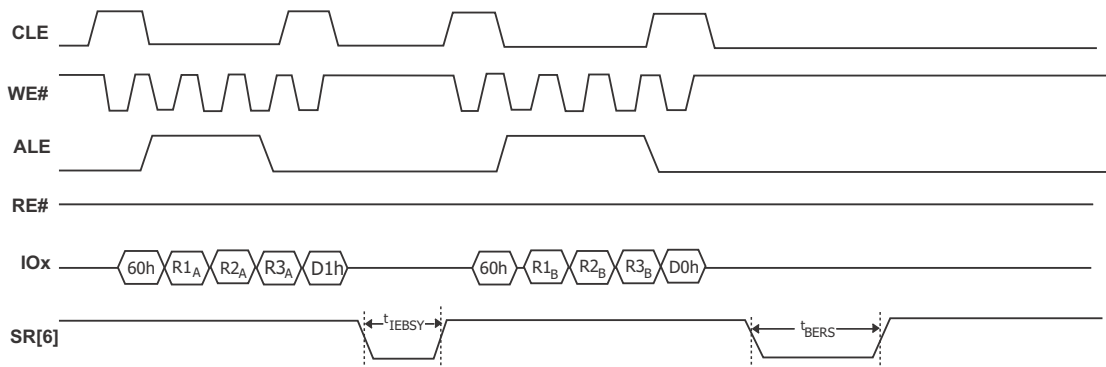 CLE
WE#
ALE
RE#
IOx 60h R1A R2A R3A D1h 60h R1B R2B R3B D0h
SR[6] tIEBSY tBERS